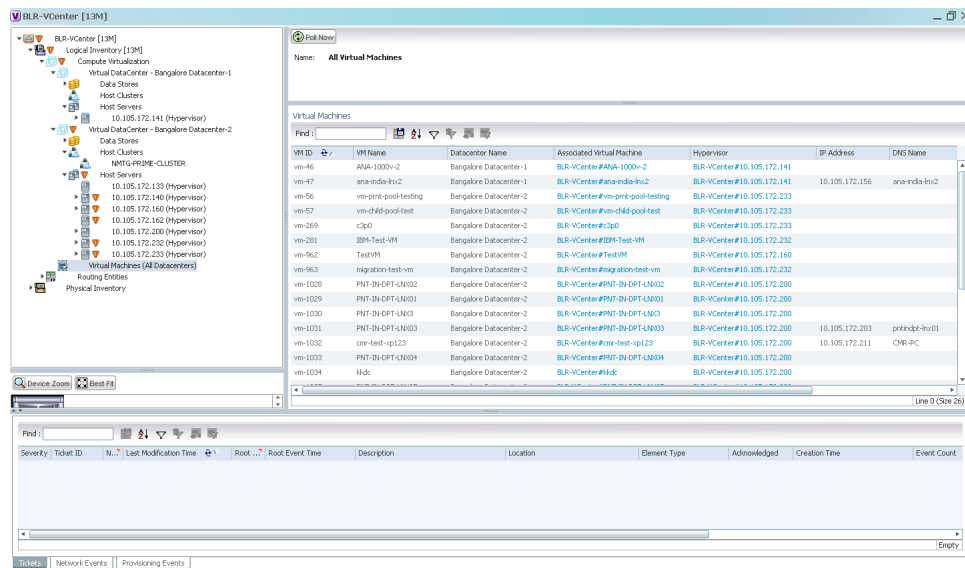 BLR-VCenter [13M]
BLR-VCenter [13M]
Logical Inventory [13M]
Compute Virtualization
Virtual DataCenter - Bangalore Datacenter-1
Data Stores
Host Clusters
Host Servers
10.105.172.141 (Hypervisor)
Virtual DataCenter - Bangalore Datacenter-2
Data Stores
Host Clusters
NMTG-PRIME-CLUSTER
Host Servers
10.105.172.133 (Hypervisor)
10.105.172.140 (Hypervisor)
10.105.172.160 (Hypervisor)
10.105.172.162 (Hypervisor)
10.105.172.200 (Hypervisor)
10.105.172.232 (Hypervisor)
10.105.172.233 (Hypervisor)
Virtual Machines (All Datacenters)
Routing Entities
Physical Inventory
Device Zoom Best Fit
Poll Now
Name: All Virtual Machines
Virtual Machines
Find :
VM ID VM Name Datacenter Name Associated Virtual Machine Hypervisor IP Address DNS Name
vm-46 ANA-1000v-2 Bangalore Datacenter-1 BLR-VCenter#ANA-1000v-2 BLR-VCenter#10.105.172.141
vm-47 ana-india-lnx2 Bangalore Datacenter-1 BLR-VCenter#ana-india-lnx2 BLR-VCenter#10.105.172.141 10.105.172.156 ana-india-lnx2
vm-56 vm-prnt-pool-testing Bangalore Datacenter-2 BLR-VCenter#vm-prnt-pool-testing BLR-VCenter#10.105.172.233
vm-57 vm-child-pool-test Bangalore Datacenter-2 BLR-VCenter#vm-child-pool-test BLR-VCenter#10.105.172.233
vm-269 c3p0 Bangalore Datacenter-2 BLR-VCenter#c3p0 BLR-VCenter#10.105.172.233
vm-281 IBM-Test-VM Bangalore Datacenter-2 BLR-VCenter#IBM-Test-VM BLR-VCenter#10.105.172.232
vm-962 TestVM Bangalore Datacenter-2 BLR-VCenter#TestVM BLR-VCenter#10.105.172.160
vm-963 migration-test-vm Bangalore Datacenter-2 BLR-VCenter#migration-test-vm BLR-VCenter#10.105.172.232
vm-1028 PNT-IN-DPT-LNX02 Bangalore Datacenter-2 BLR-VCenter#PNT-IN-DPT-LNX02 BLR-VCenter#10.105.172.200
vm-1029 PNT-IN-DPT-LNX01 Bangalore Datacenter-2 BLR-VCenter#PNT-IN-DPT-LNX01 BLR-VCenter#10.105.172.200
vm-1030 PNT-IN-DPT-LNX3 Bangalore Datacenter-2 BLR-VCenter#PNT-IN-DPT-LNX3 BLR-VCenter#10.105.172.200
vm-1031 PNT-IN-DPT-LNX03 Bangalore Datacenter-2 BLR-VCenter#PNT-IN-DPT-LNX03 BLR-VCenter#10.105.172.200 10.105.172.203 pntindpt-lnx01
vm-1032 cmr-test-xp123 Bangalore Datacenter-2 BLR-VCenter#cmr-test-xp123 BLR-VCenter#10.105.172.200 10.105.172.211 CMR-PC
vm-1033 PNT-IN-DPT-LNX04 Bangalore Datacenter-2 BLR-VCenter#PNT-IN-DPT-LNX04 BLR-VCenter#10.105.172.200
vm-1034 kkdc Bangalore Datacenter-2 BLR-VCenter#kkdc BLR-VCenter#10.105.172.200
Line 0 (Size 26)
Find :
Severity Ticket ID N... Last Modification Time Root ... Root Event Time Description Location Element Type Acknowledged Creation Time Event Count
Empty
Tickets Network Events Provisioning Events